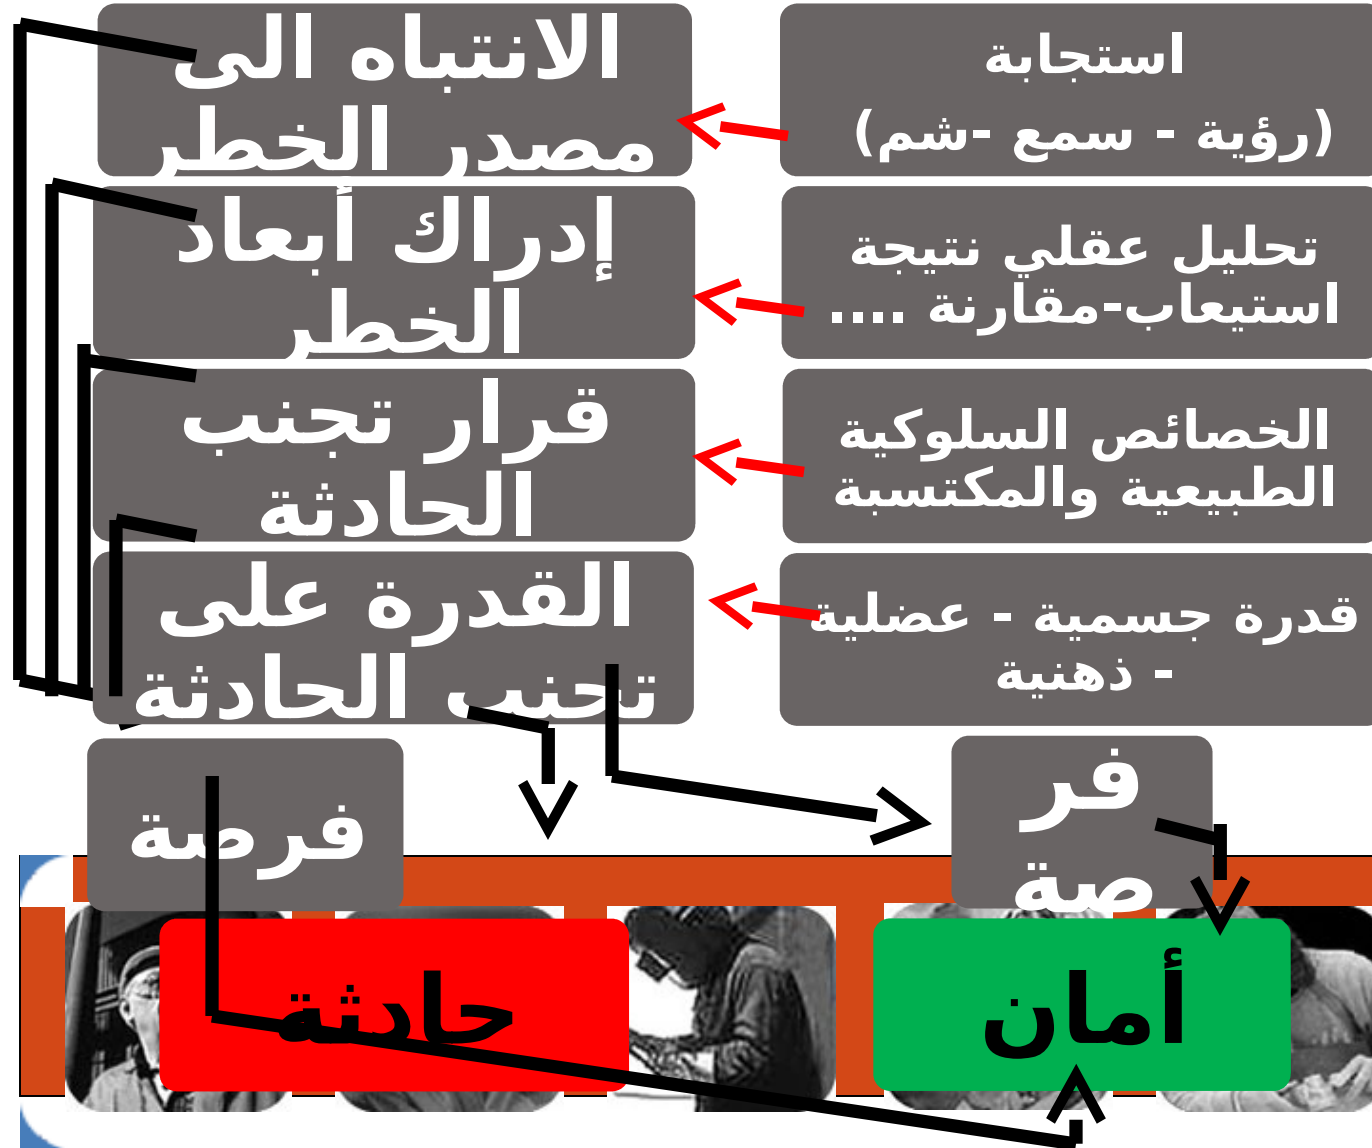 استجابة
(رؤية - سمع -شم)
الانتباه الى
مصدر الخطر
تحليل عقلي نتيجة
استيعاب-مقارنة ....
إدراك أبعاد
الخطر
الخصائص السلوكية
الطبيعية والمكتسبة
قرار تجنب
الحادثة
قدرة جسمية - عضلية
- ذهنية
القدرة على
تجنب الحادثة
فر
صة
فرصة
أمان
حادثة